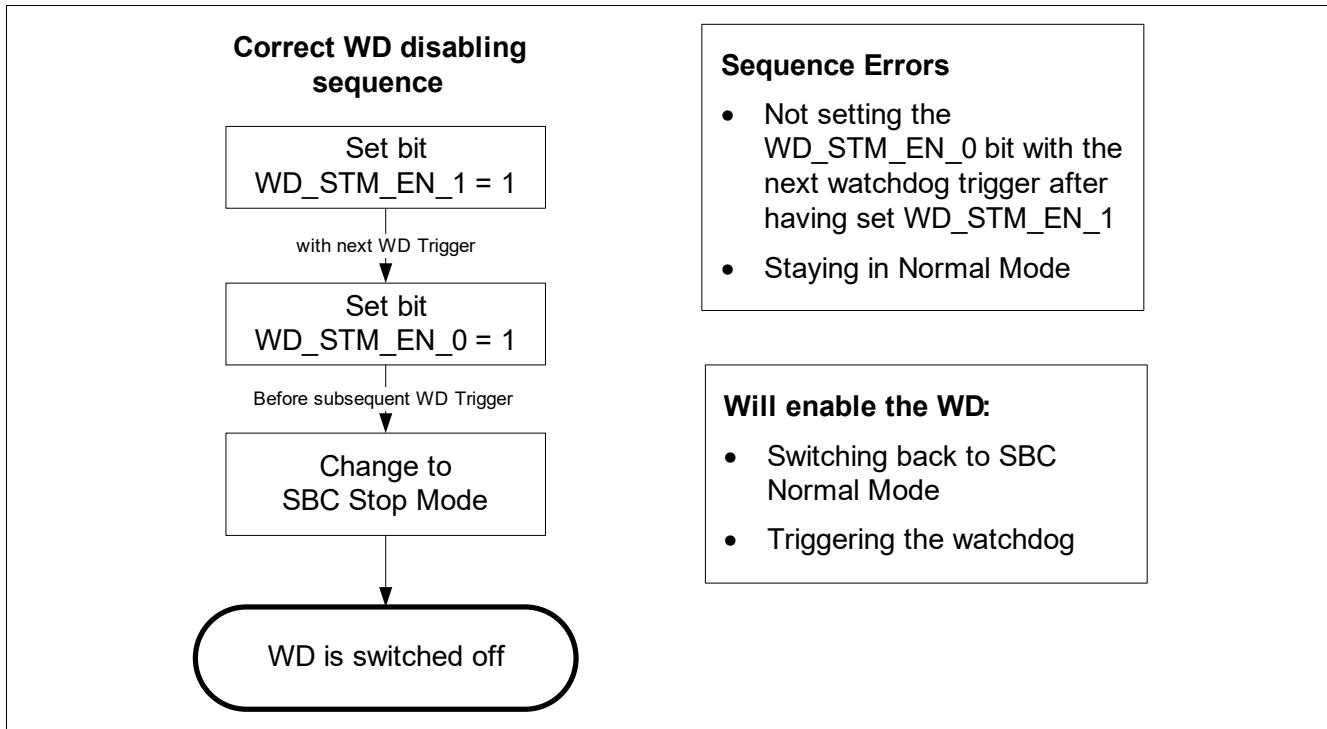 Correct WD disabling
sequence
Set bit
WD_STM_EN_1 = 1
with next WD Trigger
Set bit
WD_STM_EN_0 = 1
Before subsequent WD Trigger
Change to
SBC Stop Mode
WD is switched off
Sequence Errors
• Not setting the
WD_STM_EN_0 bit with the
next watchdog trigger after
having set WD_STM_EN_1
• Staying in Normal Mode
Will enable the WD:
• Switching back to SBC
Normal Mode
• Triggering the watchdog